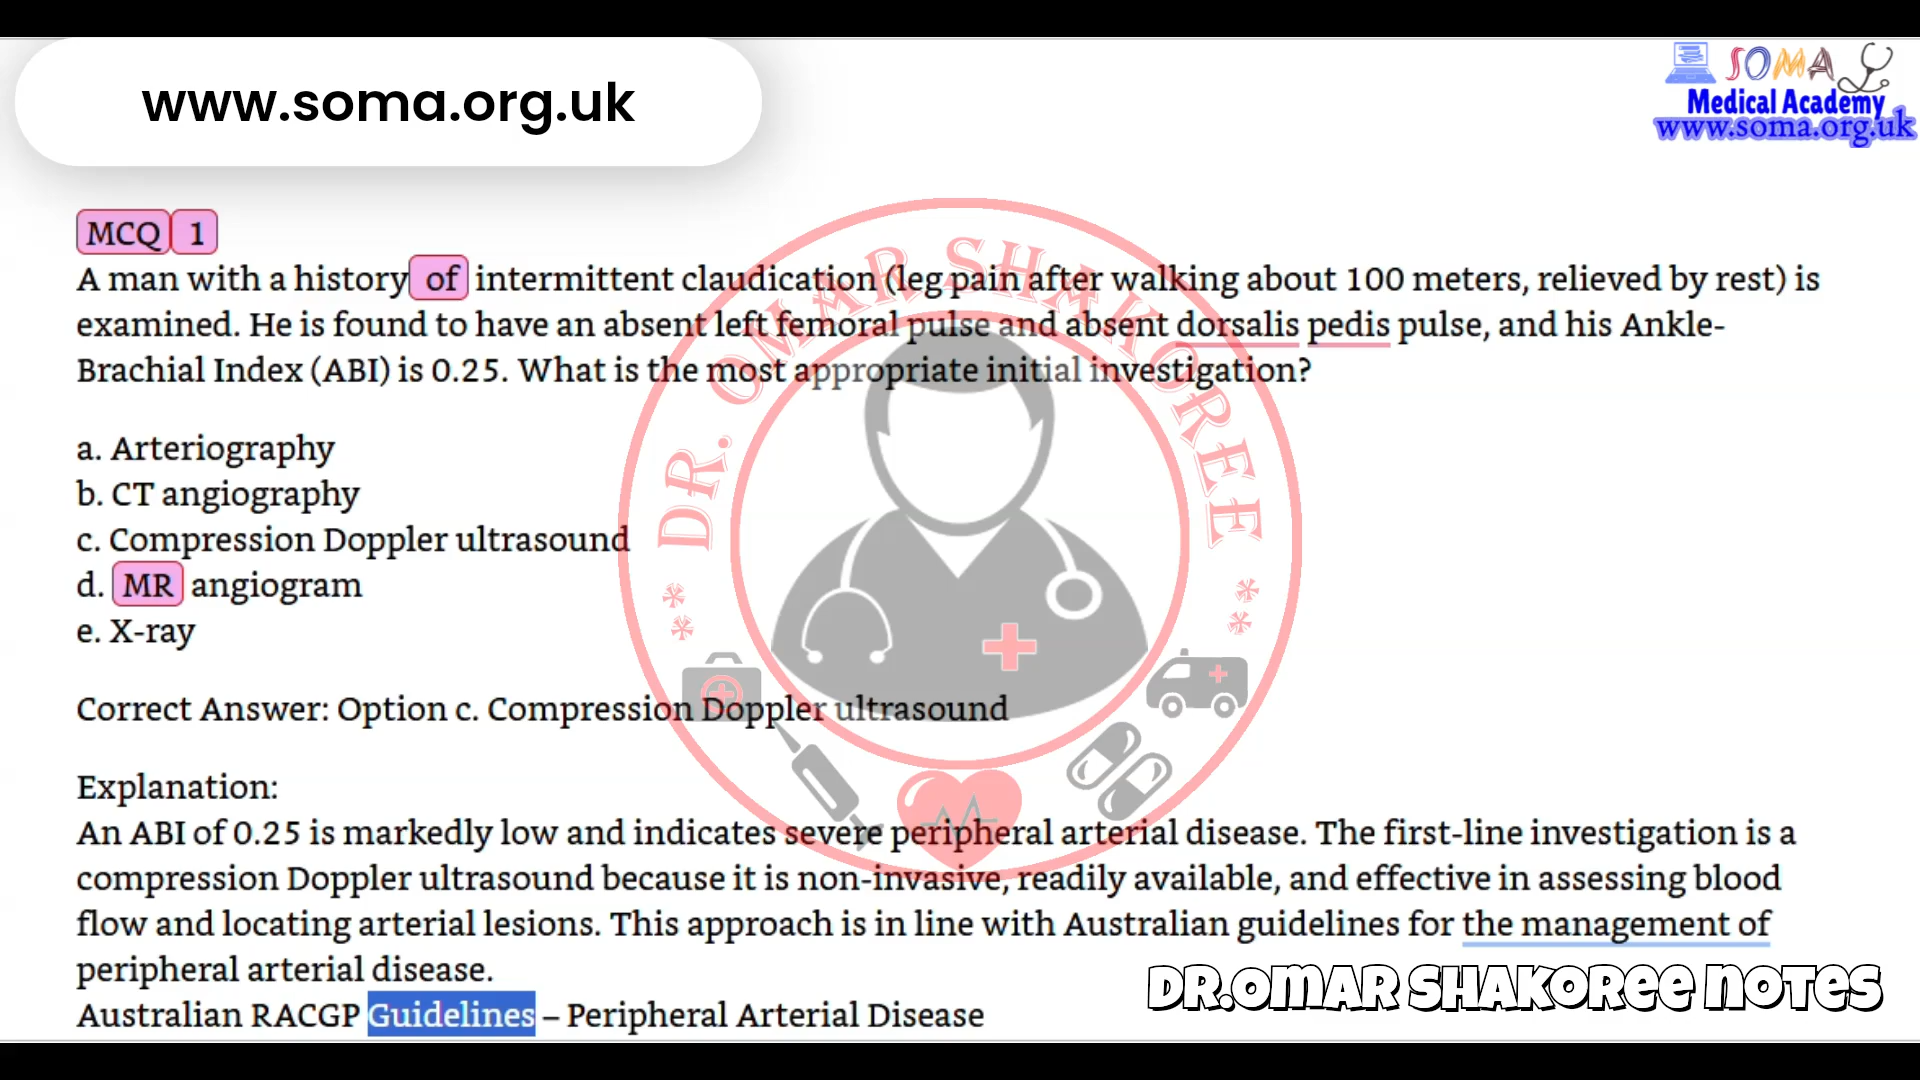 www.soma.org.uk
SOMA
Medical Academy
www.soma.org.uk
MCQ 1
A man with a history of intermittent claudication (leg pain after walking about 100 meters, relieved by rest) is
examined. He is found to have an absent left femoral pulse and absent dorsalis pedis pulse, and his Ankle-
Brachial Index (ABI) is 0.25. What is the most appropriate initial investigation?
a. Arteriography
b. CT angiography
c. Compression Doppler ultrasound
d. MR angiogram
e. X-ray
Correct Answer: Option c. Compression Doppler ultrasound
Explanation:
An ABI of 0.25 is markedly low and indicates severe peripheral arterial disease. The first-line investigation is a
compression Doppler ultrasound because it is non-invasive, readily available, and effective in assessing blood
flow and locating arterial lesions. This approach is in line with Australian guidelines for the management of
peripheral arterial disease.
Australian RACGP Guidelines – Peripheral Arterial Disease
** DR. OMAR SHAKOREE **
DR.OMAR SHAKOREE NOTES